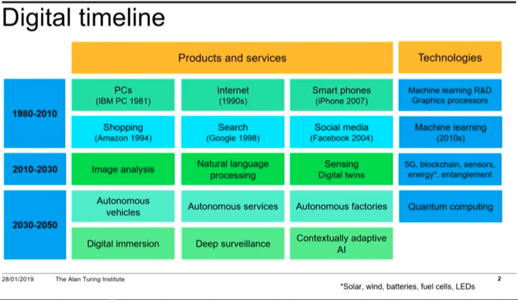 Digital timeline
Products and services
Technologies
1980-2010
PCs
(IBM PC 1981)
Internet
(1990s)
Smart phones
(iPhone 2007)
Machine learning R&D
Graphics processors
Shopping
(Amazon 1994)
Search
(Google 1998)
Social media
(Facebook 2004)
Machine learning
(2010s)
2010-2030
Image analysis
Natural language
processing
Sensing
Digital twins
5G, blockchain, sensors,
energy*, entanglement
2030-2050
Autonomous
vehicles
Autonomous services
Autonomous factories
Quantum computing
Digital immersion
Deep surveillance
Contextually adaptive
AI
28/01/2019
The Alan Turing Institute
2
*Solar, wind, batteries, fuel cells, LEDs